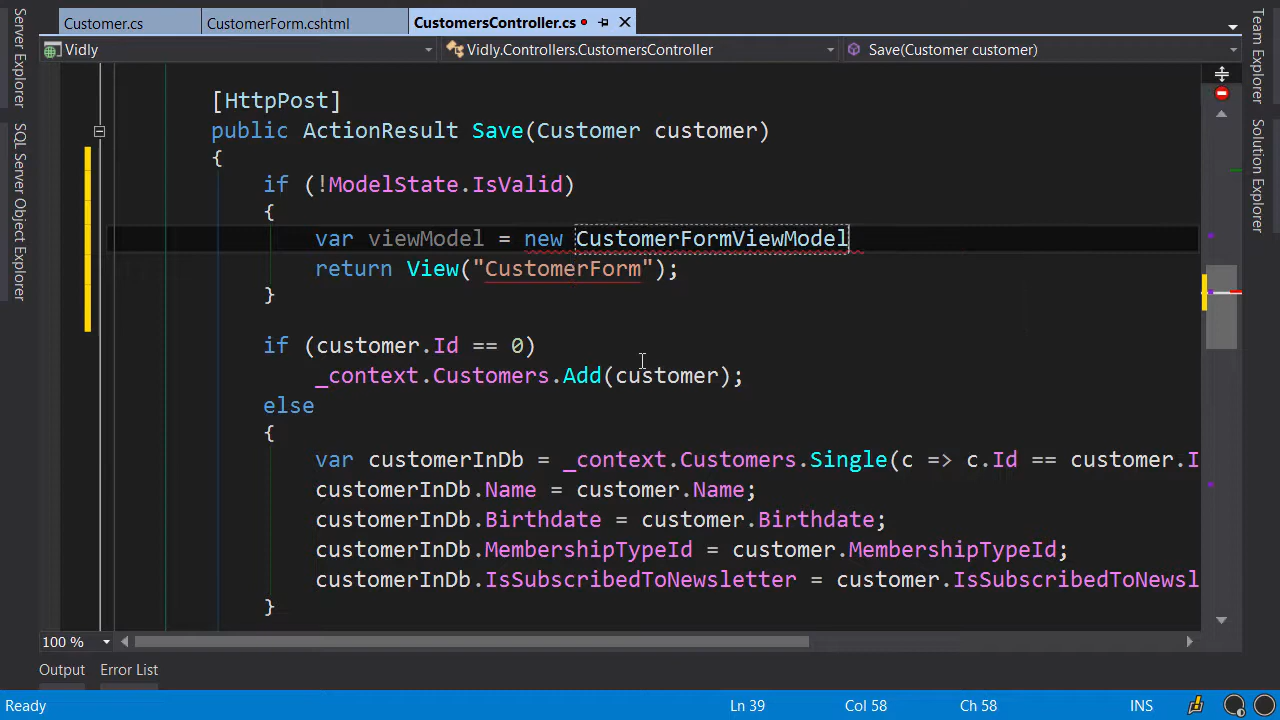 Customer.cs
CustomerForm.cshtml
CustomersController.cs
Vidly
Vidly.Controllers.CustomersController
Save(Customer customer)
Server Explorer
SQL Server Object Explorer
Team Explorer
Solution Explorer
[HttpPost]
public ActionResult Save(Customer customer)
{
if (!ModelState.IsValid)
{
var viewModel = new CustomerFormViewModel
return View("CustomerForm");
}
if (customer.Id == 0)
_context.Customers.Add(customer);
else
{
var customerInDb = _context.Customers.Single(c => c.Id == customer.I
customerInDb.Name = customer.Name;
customerInDb.Birthdate = customer.Birthdate;
customerInDb.MembershipTypeId = customer.MembershipTypeId;
customerInDb.IsSubscribedToNewsletter = customer.IsSubscribedToNewsl
}
100 %
Output
Error List
Ready
Ln 39
Col 58
Ch 58
INS